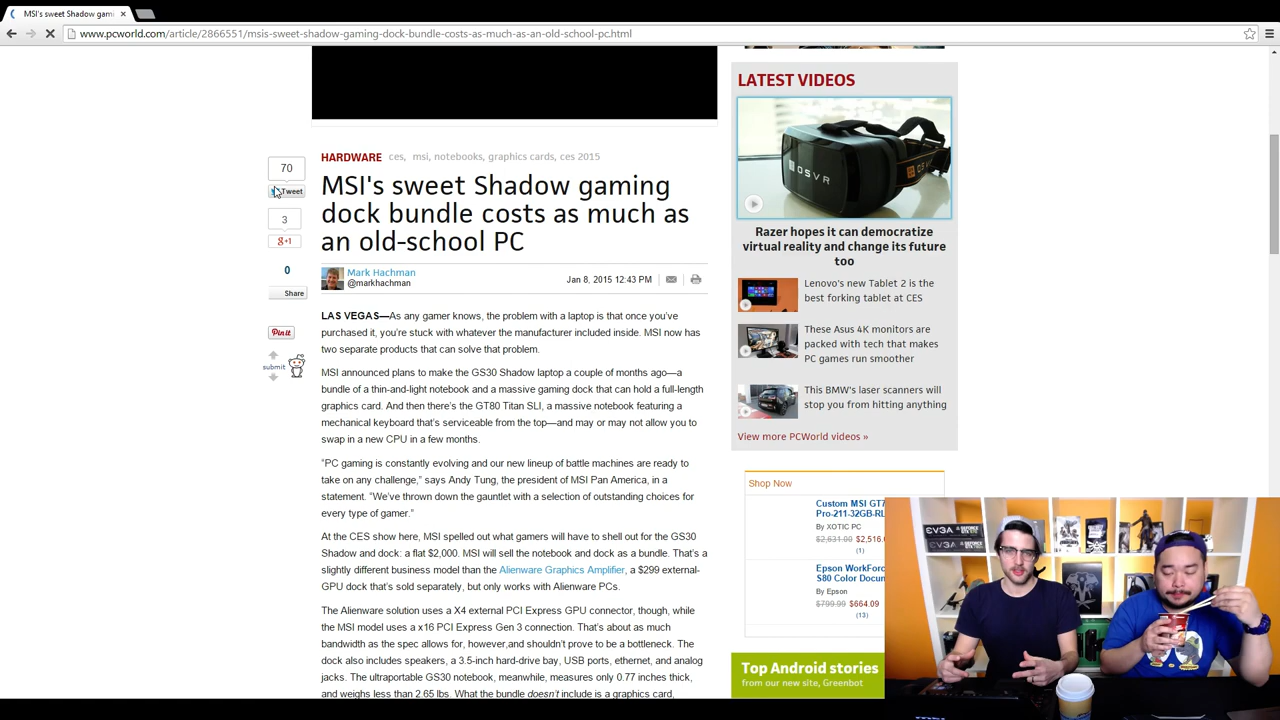 MSI's sweet Shadow gami
www.pcworld.com/article/2866551/msis-sweet-shadow-gaming-dock-bundle-costs-as-much-as-an-old-school-pc.html
70
Tweet
3
g+1
0
Share
Pin it
submit
HARDWARE ces, msi, notebooks, graphics cards, ces 2015
MSI's sweet Shadow gaming
dock bundle costs as much as
an old-school PC
Mark Hachman
@markhachman
Jan 8, 2015 12:43 PM
LAS VEGAS—As any gamer knows, the problem with a laptop is that once you've
purchased it, you're stuck with whatever the manufacturer included inside. MSI now has
two separate products that can solve that problem.
MSI announced plans to make the GS30 Shadow laptop a couple of months ago—a
bundle of a thin-and-light notebook and a massive gaming dock that can hold a full-length
graphics card. And then there's the GT80 Titan SLI, a massive notebook featuring a
mechanical keyboard that's serviceable from the top—and may or may not allow you to
swap in a new CPU in a few months.
"PC gaming is constantly evolving and our new lineup of battle machines are ready to
take on any challenge," says Andy Tung, the president of MSI Pan America, in a
statement. "We've thrown down the gauntlet with a selection of outstanding choices for
every type of gamer."
At the CES show here, MSI spelled out what gamers will have to shell out for the GS30
Shadow and dock: a flat $2,000. MSI will sell the notebook and dock as a bundle. That's a
slightly different business model than the Alienware Graphics Amplifier, a $299 external-
GPU dock that's sold separately, but only works with Alienware PCs.
The Alienware solution uses a X4 external PCI Express GPU connector, though, while
the MSI model uses a x16 PCI Express Gen 3 connection. That's about as much
bandwidth as the spec allows for, however,and shouldn't prove to be a bottleneck. The
dock also includes speakers, a 3.5-inch hard-drive bay, USB ports, ethernet, and analog
jacks. The ultraportable GS30 notebook, meanwhile, measures only 0.77 inches thick,
and weighs less than 2.65 lbs. What the bundle doesn't include is a graphics card,
LATEST VIDEOS
OSVR
Razer hopes it can democratize
virtual reality and change its future
too
Lenovo's new Tablet 2 is the
best forking tablet at CES
These Asus 4K monitors are
packed with tech that makes
PC games run smoother
This BMW's laser scanners will
stop you from hitting anything
View more PCWorld videos »
Shop Now
Custom MSI GT7
Pro-211-32GB-RL
By XOTIC PC
$2,631.00 $2,516.
(1)
Epson WorkFor
S80 Color Docu
By Epson
$799.99 $664.09
(13)
Top Android stories
from our new site, Greenbot
EVGA
GEFORCE
EVGA